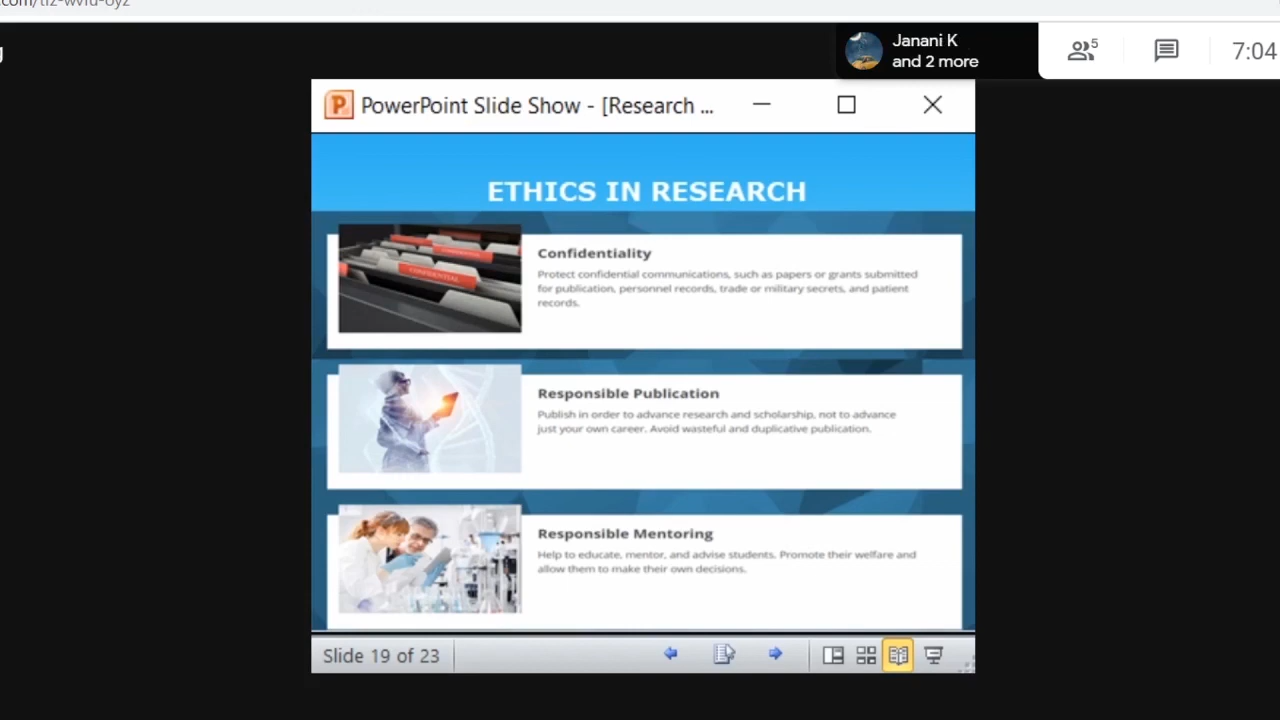 Janani K
and 2 more
5
7:04
PowerPoint Slide Show - [Research ...
ETHICS IN RESEARCH
CONFIDENTIAL
Confidentiality
Protect confidential communications, such as papers or grants submitted
for publication, personnel records, trade or military secrets, and patient
records.
Responsible Publication
Publish in order to advance research and scholarship, not to advance
just your own career. Avoid wasteful and duplicative publication.
Responsible Mentoring
Help to educate, mentor, and advise students. Promote their welfare and
allow them to make their own decisions.
Slide 19 of 23